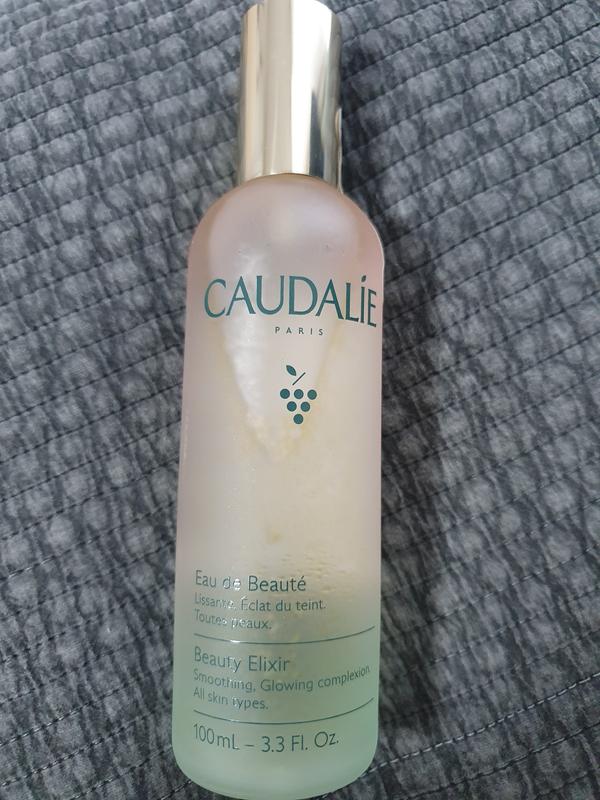 CAUDALÍE
PARIS
Eau de Beauté
Lissante. Éclat du teint.
Toutes peaux.
Beauty Elixir
Smoothing, Glowing complexion.
All skin types.
100 mL – 3.3 Fl. Oz.